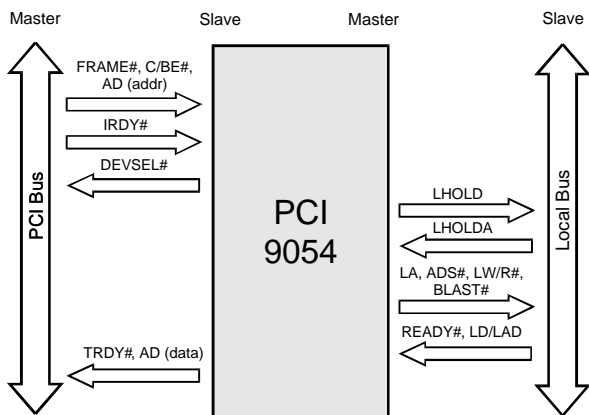 Master
Slave
Master
Slave
FRAME#, C/BE#,
AD (addr)
IRDY#
DEVSEL#
PCI Bus
PCI
9054
LHOLD
LHOLDA
LA, ADS#, LW/R#,
BLAST#
READY#, LD/LAD
Local Bus
TRDY#, AD (data)